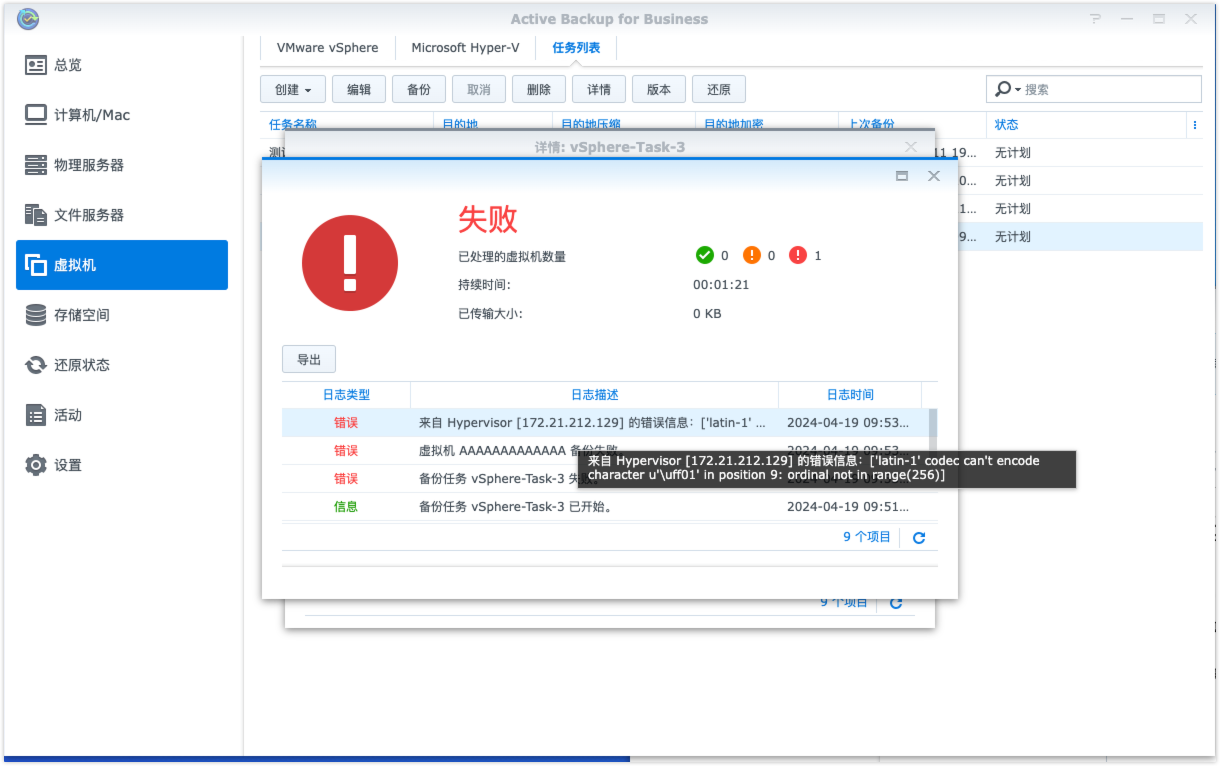 Active Backup for Business
总览
计算机/Mac
物理服务器
文件服务器
虚拟机
存储空间
还原状态
活动
设置
VMware vSphere
Microsoft Hyper-V
任务列表
创建
编辑
备份
取消
删除
详情
版本
还原
搜索
任务名称
目的地
目的地压缩
目的地加密
上次备份
状态
11 19...
无计划
0...
无计划
1...
无计划
9...
无计划
详情: vSphere-Task-3
失败
已处理的虚拟机数量
0
0
1
持续时间:
00:01:21
已传输大小:
0 KB
导出
日志类型
日志描述
日志时间
错误
来自 Hypervisor [172.21.212.129] 的错误信息：['latin-1' ...
2024-04-19 09:53...
错误
虚拟机 AAAAAAAAAAAAA 备份失败。
错误
备份任务 vSphere-Task-3 失败。
信息
备份任务 vSphere-Task-3 已开始。
2024-04-19 09:51...
来自 Hypervisor [172.21.212.129] 的错误信息：['latin-1' codec can't encode
character u'\uff01' in position 9: ordinal not in range(256)]
9 个项目
9 个项目